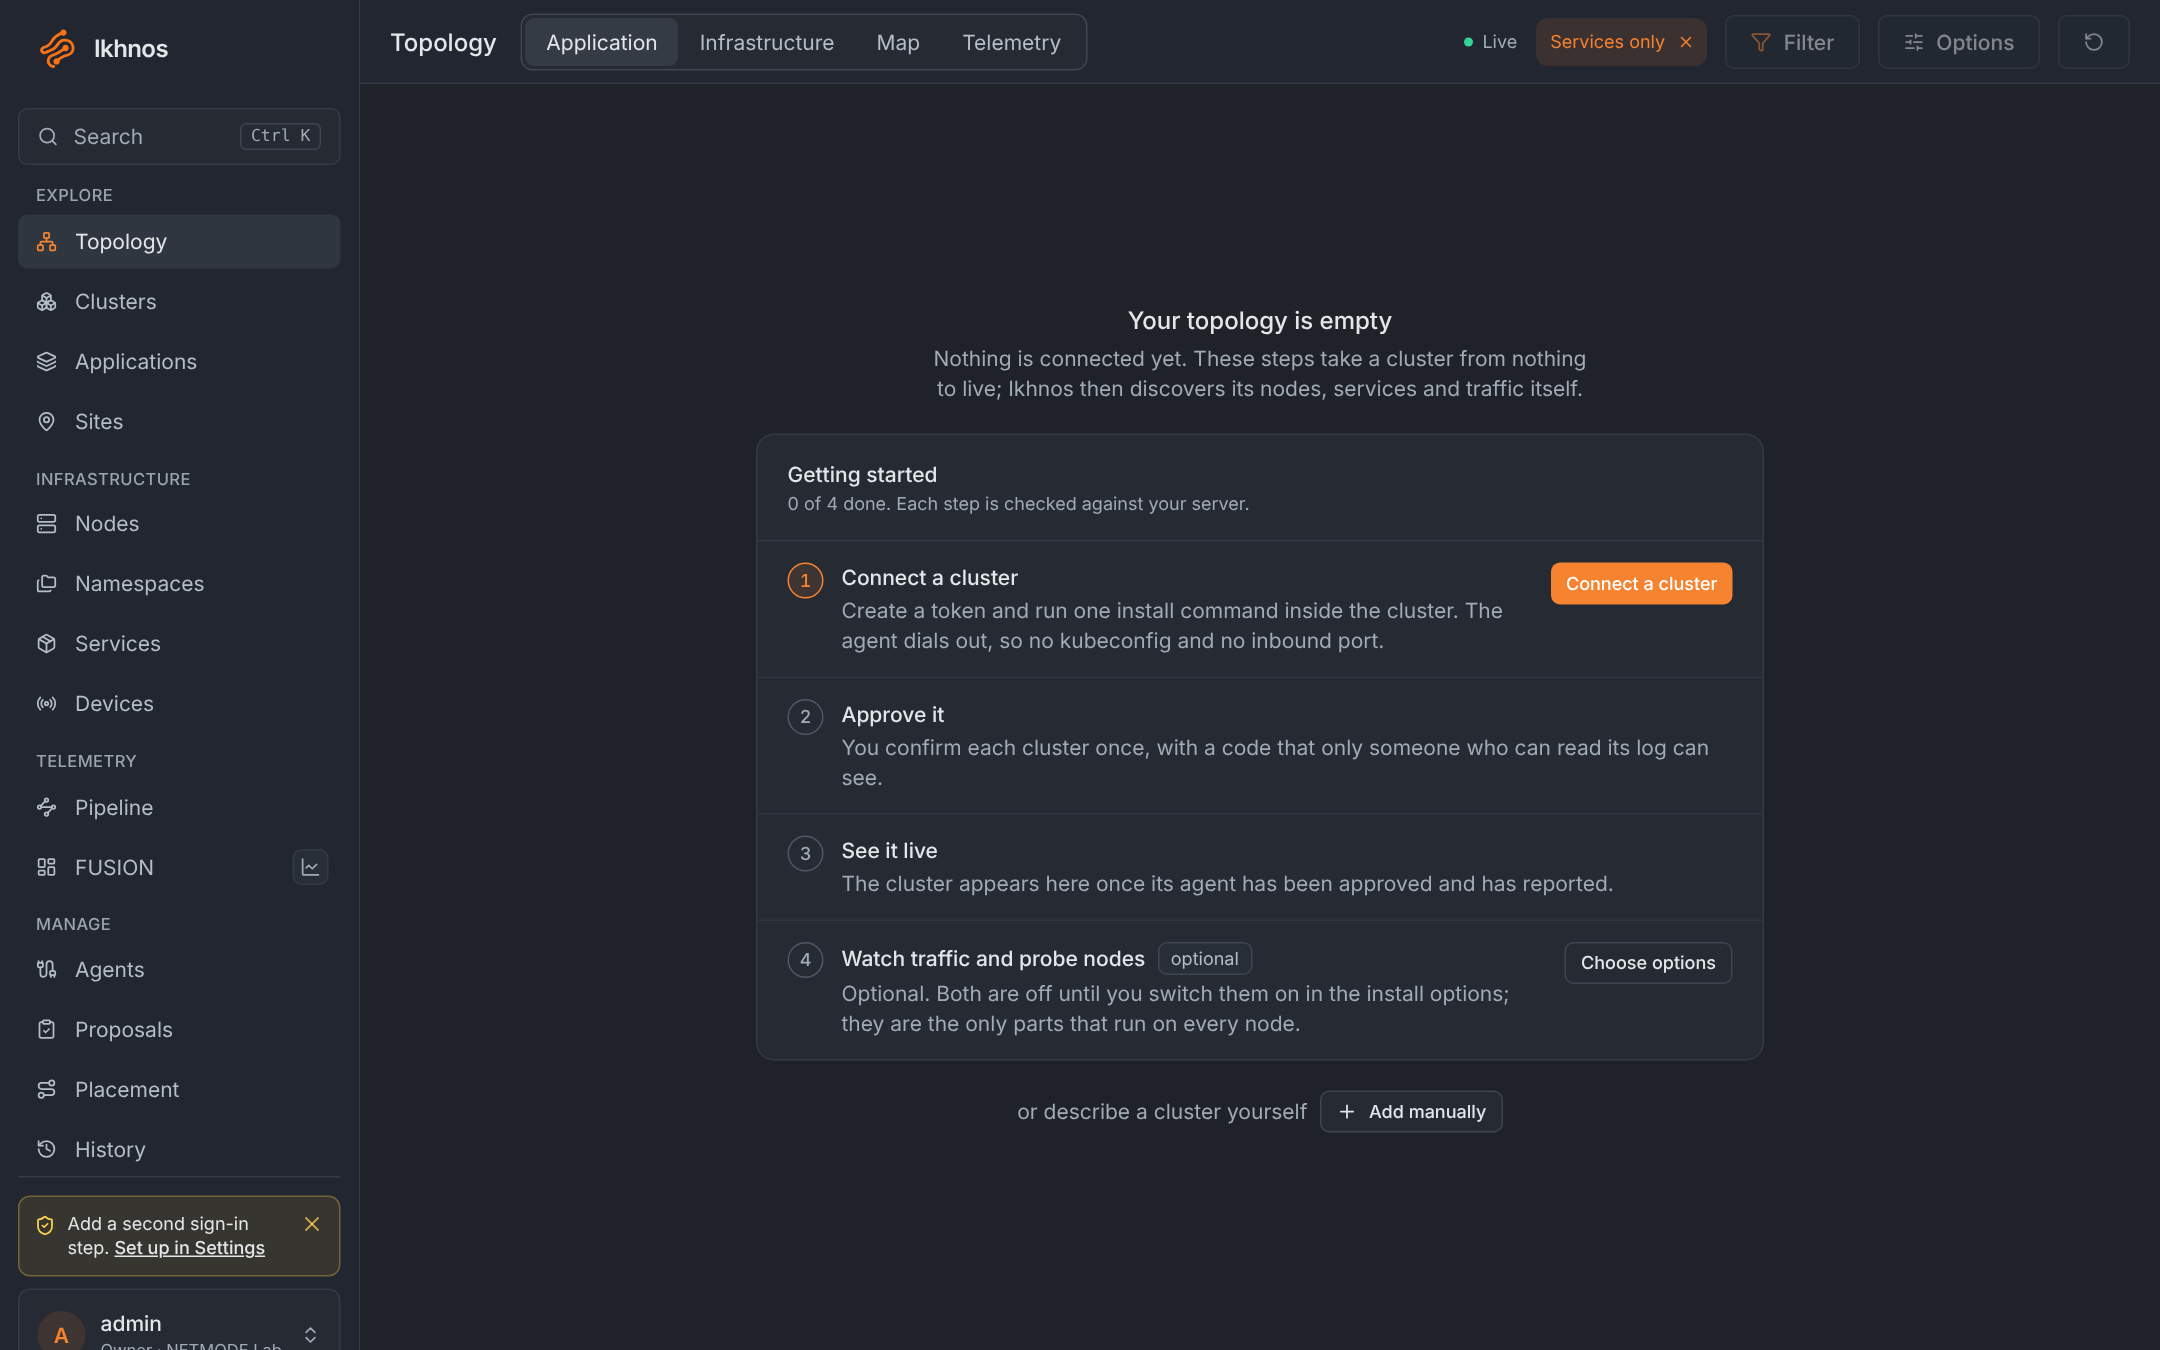 Ikhnos
Search
Ctrl K
EXPLORE
Topology
Clusters
Applications
Sites
INFRASTRUCTURE
Nodes
Namespaces
Services
Devices
TELEMETRY
Pipeline
FUSION
MANAGE
Agents
Proposals
Placement
History
Add a second sign-in
step. Set up in Settings
A
admin
Owner · NETMODE Lab
Topology
Application
Infrastructure
Map
Telemetry
Live
Services only
Filter
Options
Your topology is empty
Nothing is connected yet. These steps take a cluster from nothing
to live; Ikhnos then discovers its nodes, services and traffic itself.
Getting started
0 of 4 done. Each step is checked against your server.
1
Connect a cluster
Create a token and run one install command inside the cluster. The
agent dials out, so no kubeconfig and no inbound port.
Connect a cluster
2
Approve it
You confirm each cluster once, with a code that only someone who can read its log can
see.
3
See it live
The cluster appears here once its agent has been approved and has reported.
4
Watch traffic and probe nodes
optional
Optional. Both are off until you switch them on in the install options;
they are the only parts that run on every node.
Choose options
or describe a cluster yourself
Add manually